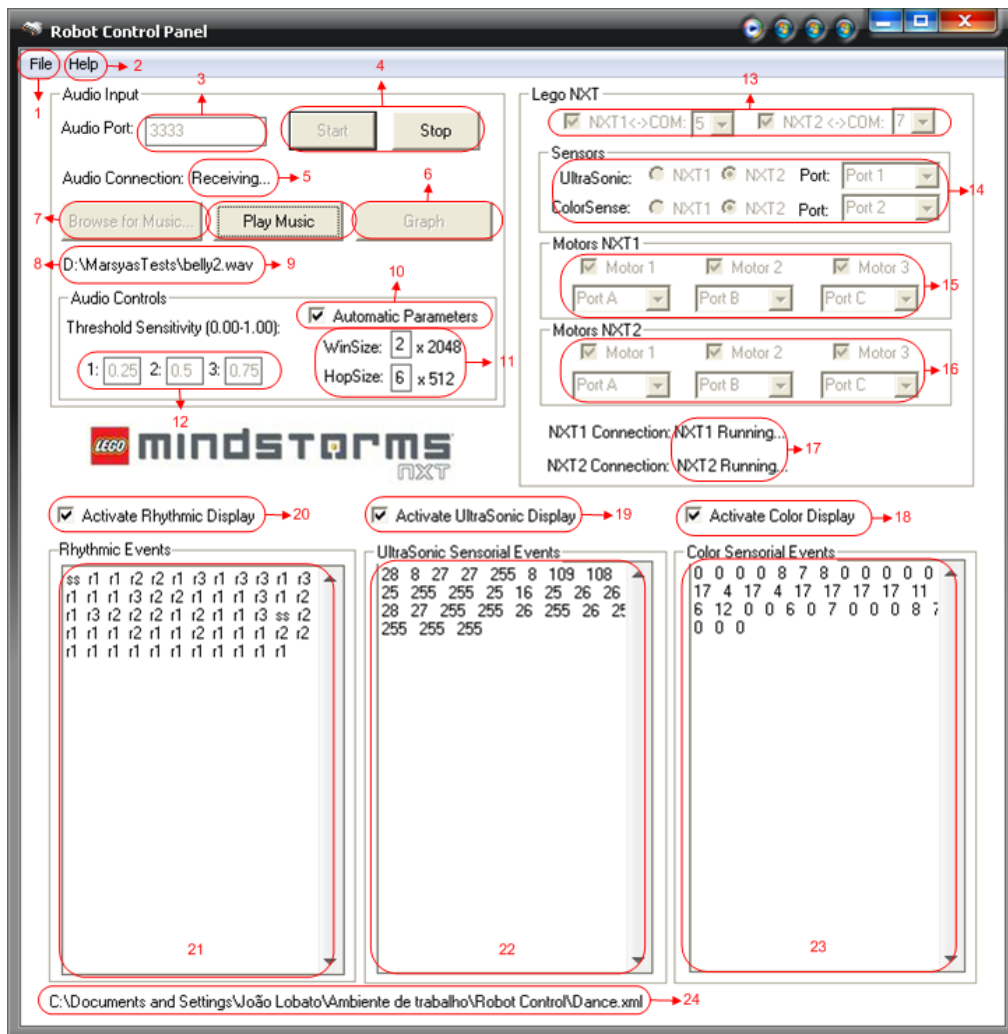 Robot Control Panel
File Help 2 4
3 13
1 Audio Input Lego NXT
Audio Port: 3333 Start Stop NXT1<->COM: 5 NXT2<->COM: 7
Sensors
Audio Connection: Receiving... 5 6 UltraSonic: NXT1 NXT2 Port: Port 1
14
7 Browse for Music... Play Music Graph ColorSense: NXT1 NXT2 Port: Port 2
Motors NXT1
8 D:\MarsyasTests\belly2.wav 9 10 Motor 1 Motor 2 Motor 3
15
Audio Controls Port A Port B Port C
Threshold Sensitivity (0.00-1.00): Automatic Parameters
Motors NXT2
WinSize: 2 x 2048 Motor 1 Motor 2 Motor 3
11 16
1: 0.25 2: 0.5 3: 0.75 HopSize: 6 x 512 Port A Port B Port C
12
LEGO mindstorms NXT1 Connection: NXT1 Running...
17
NXT NXT2 Connection: NXT2 Running...
Activate Rhythmic Display 20 Activate UltraSonic Display 19 Activate Color Display 18
Rhythmic Events UltraSonic Sensorial Events Color Sensorial Events
ss r1 r1 r2 r2 r1 r3 r1 r3 r3 r1 r3 28 8 27 27 255 8 109 108 0 0 0 0 8 7 8 0 0 0 0 0
r1 r1 r1 r3 r2 r2 r1 r1 r1 r3 r1 r2 25 255 255 25 16 25 26 26 17 4 17 4 17 17 17 17 11
r1 r3 r2 r2 r2 r1 r2 r1 r1 r3 ss r2 28 27 255 255 26 255 26 25 6 12 0 0 6 0 7 0 0 0 8 7
r1 r1 r1 r2 r1 r1 r2 r1 r1 r1 r2 r2 255 255 255 0 0 0
r1 r1 r1 r1 r1 r1 r1 r1 r1 r1 r1
21 22 23
C:\Documents and Settings\João Lobato\Ambiente de trabalho\Robot Control\Dance.xml 24